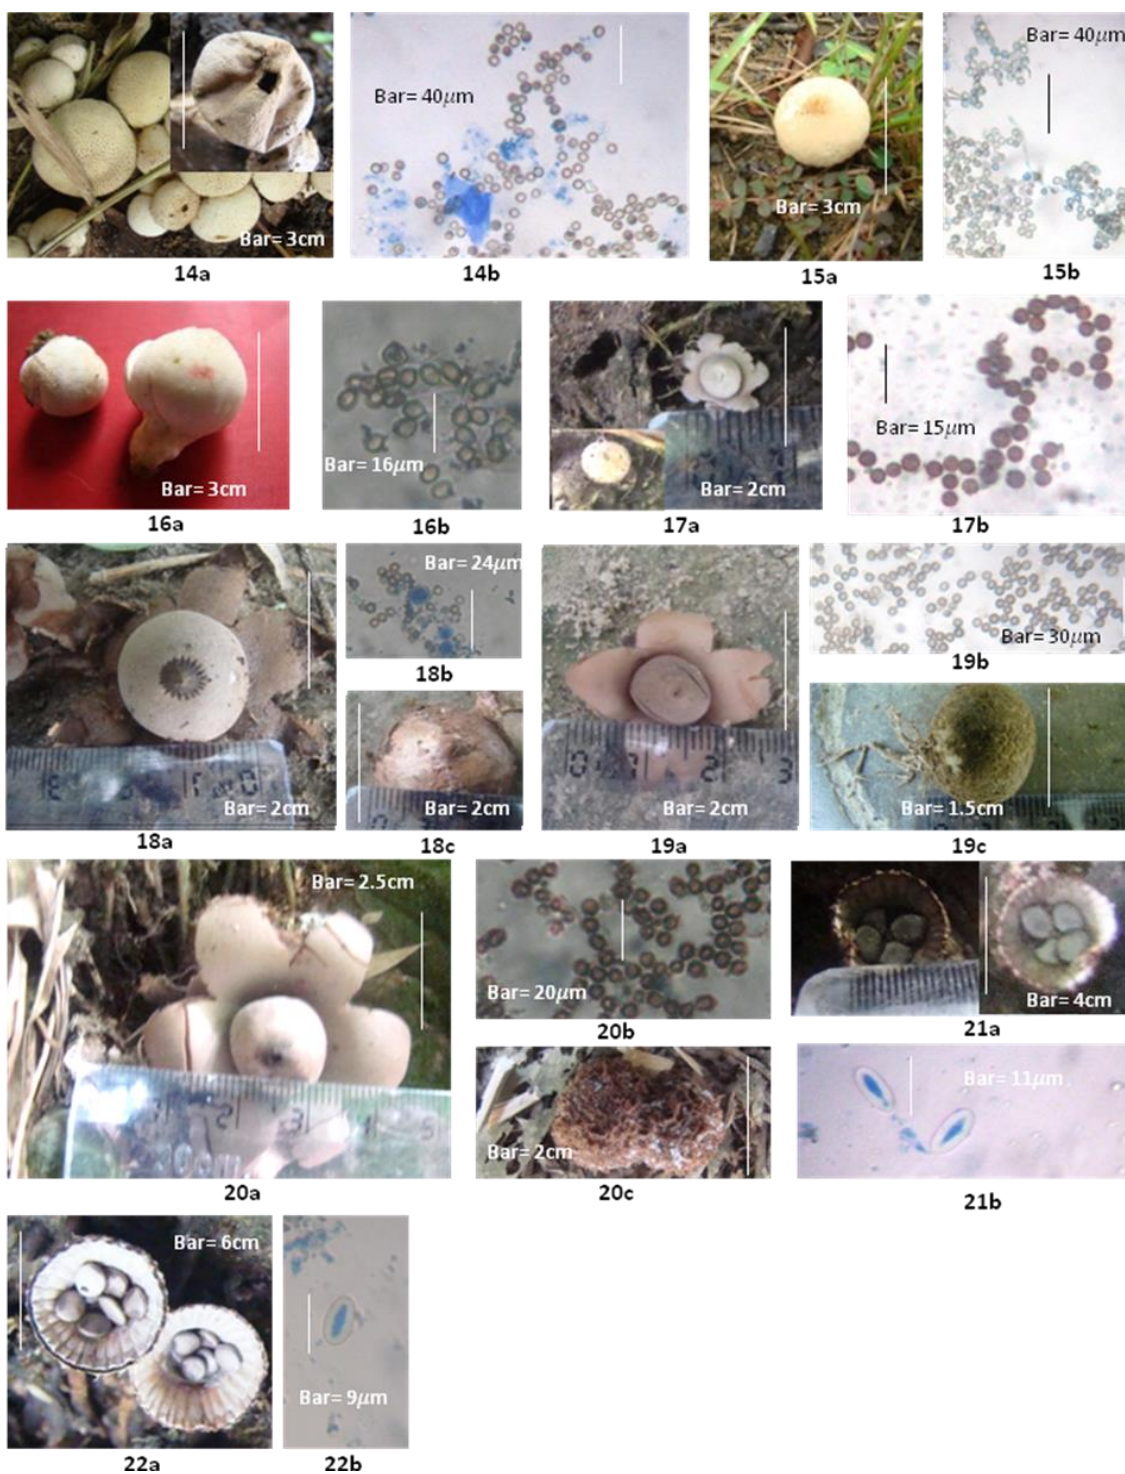 Bar= 40μm
Bar= 40μm
Bar= 3cm
Bar= 3cm
14a
14b
15a
15b
Bar= 3cm
Bar= 16μm
Bar= 2cm
Bar= 15μm
16a
16b
17a
17b
Bar= 24μm
18b
Bar= 30μm
19b
Bar= 2cm
Bar= 2cm
Bar= 2cm
Bar= 1.5cm
18a
18c
19a
19c
Bar= 2.5cm
Bar= 20μm
20b
Bar= 4cm
21a
Bar= 2cm
20c
Bar= 11μm
21b
20a
Bar= 6cm
Bar= 9μm
22a
22b